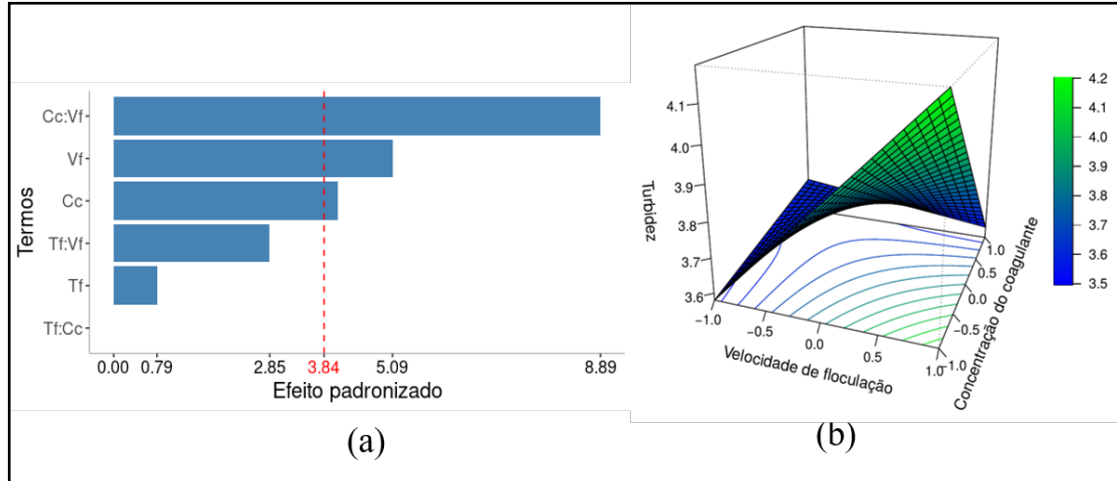 Termos
Cc:Vf
Vf
Cc
Tf:Vf
Tf
Tf:Cc
0.00 0.79 2.85 3.84 5.09 8.89
Efeito padronizado
(a)
Turbidez
4.1
4.0
3.9
3.8
3.7
3.6
−1.0 −0.5 0.0 0.5 1.0
Velocidade de floculação
−1.0 −0.5 0.0 0.5 1.0
Concentração do coagulante
4.2
4.1
4.0
3.9
3.8
3.7
3.6
3.5
(b)